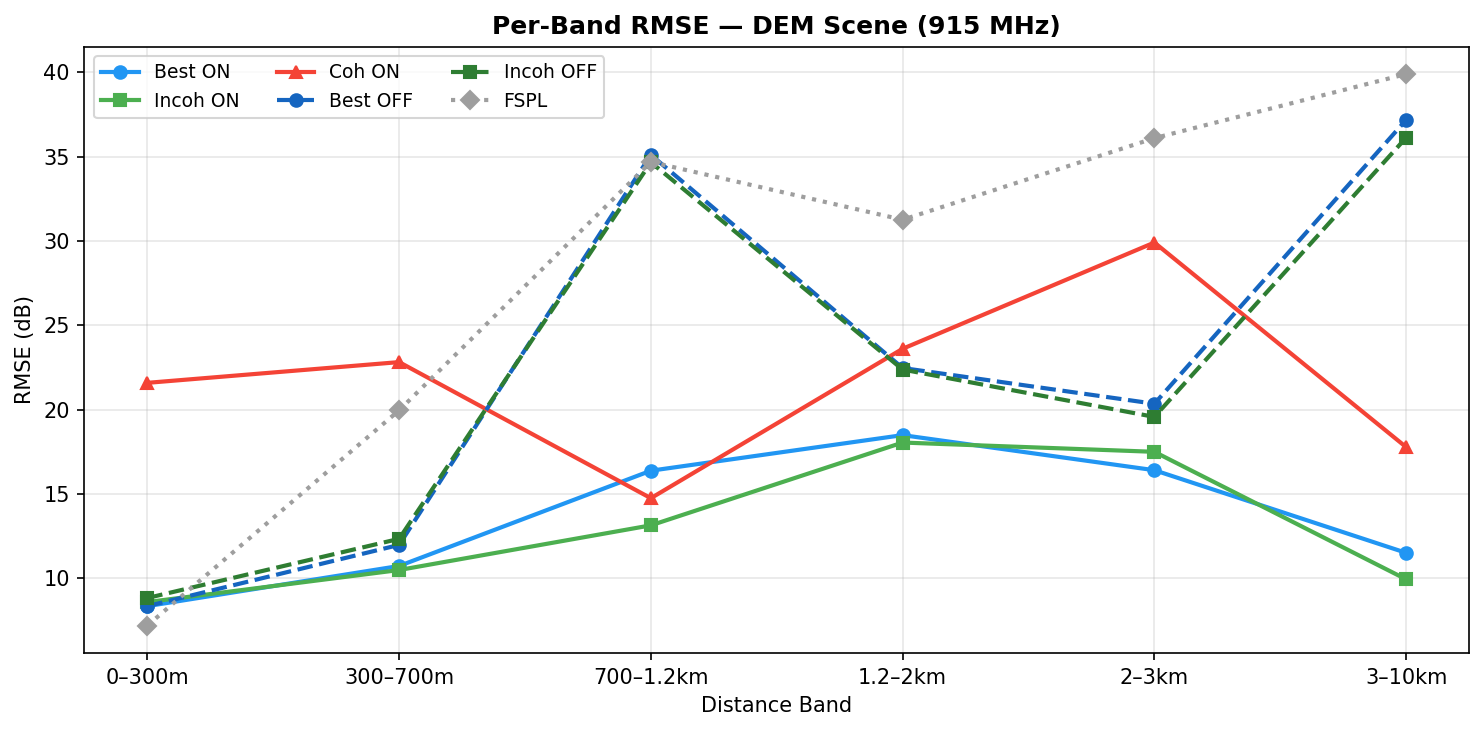 Per-Band RMSE — DEM Scene (915 MHz)
Best ON
Incoh ON
Coh ON
Best OFF
Incoh OFF
FSPL
RMSE (dB)
40
35
30
25
20
15
10
0–300m
300–700m
700–1.2km
1.2–2km
2–3km
3–10km
Distance Band